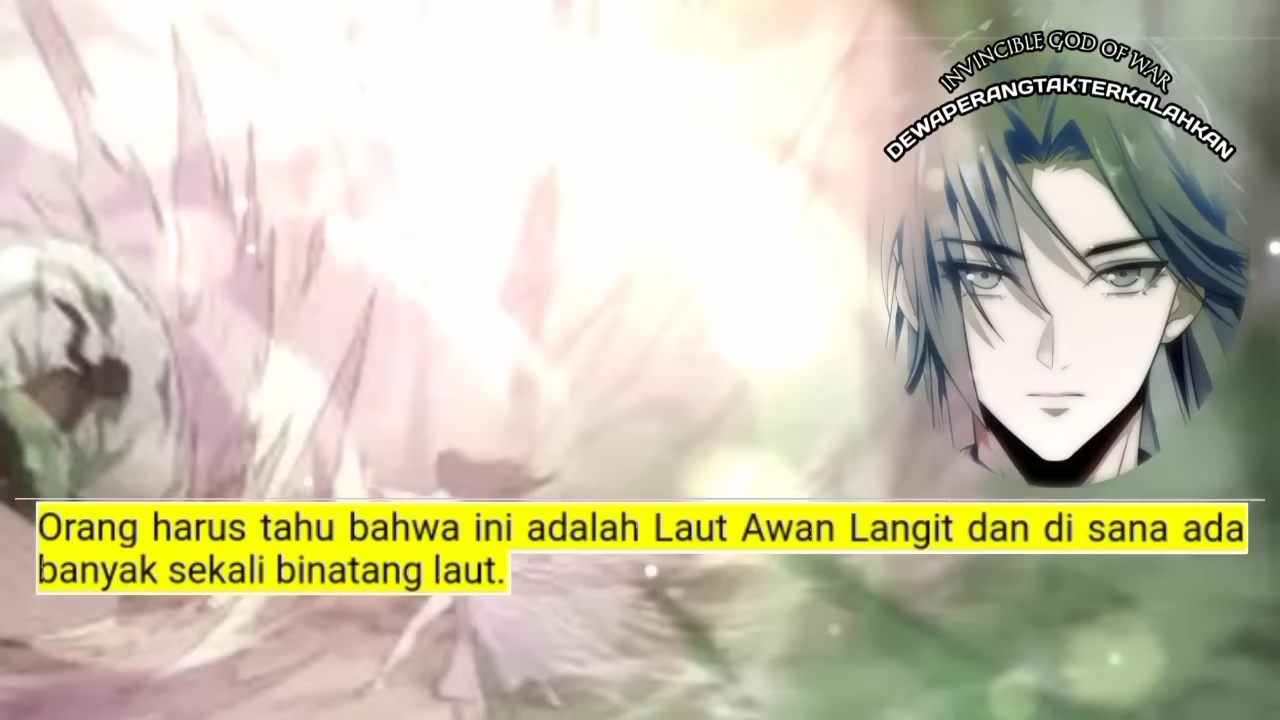 INVINCIBLE GOD OF WAR
DEWAPERANGTAKTERKALAHKAN
Orang harus tahu bahwa ini adalah Laut Awan Langit dan di sana ada
banyak sekali binatang laut.